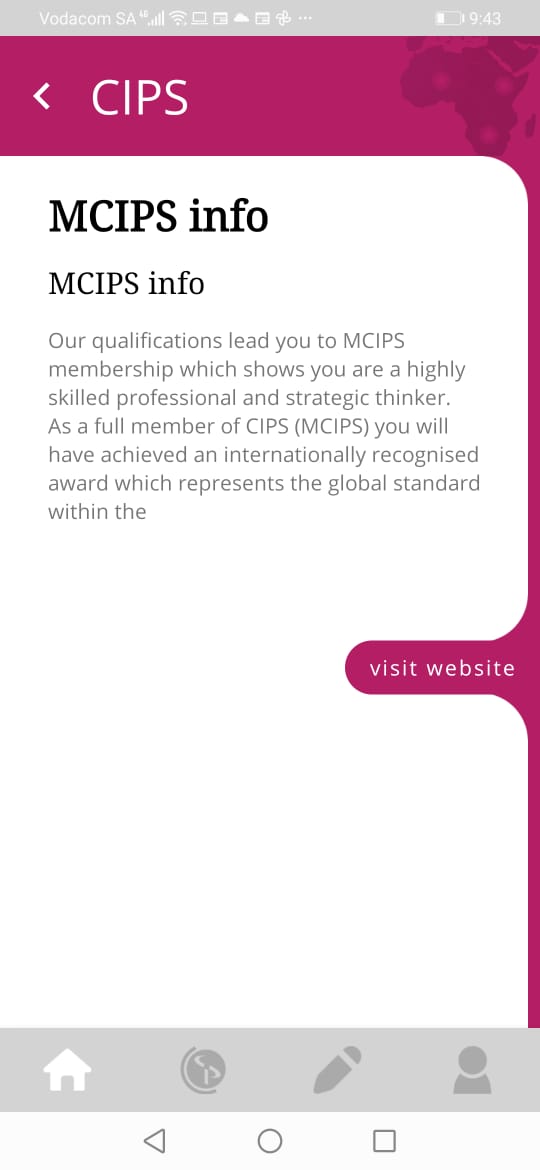 Vodacom SA 4G 9:43
CIPS
MCIPS info
MCIPS info
Our qualifications lead you to MCIPS
membership which shows you are a highly
skilled professional and strategic thinker.
As a full member of CIPS (MCIPS) you will
have achieved an internationally recognised
award which represents the global standard
within the
visit website